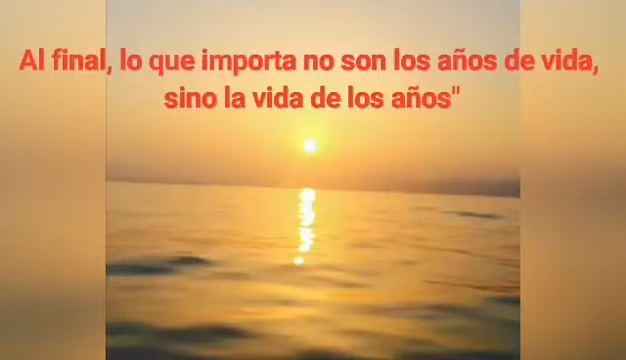 Al final, lo que importa no son los años de vida,
sino la vida de los años"